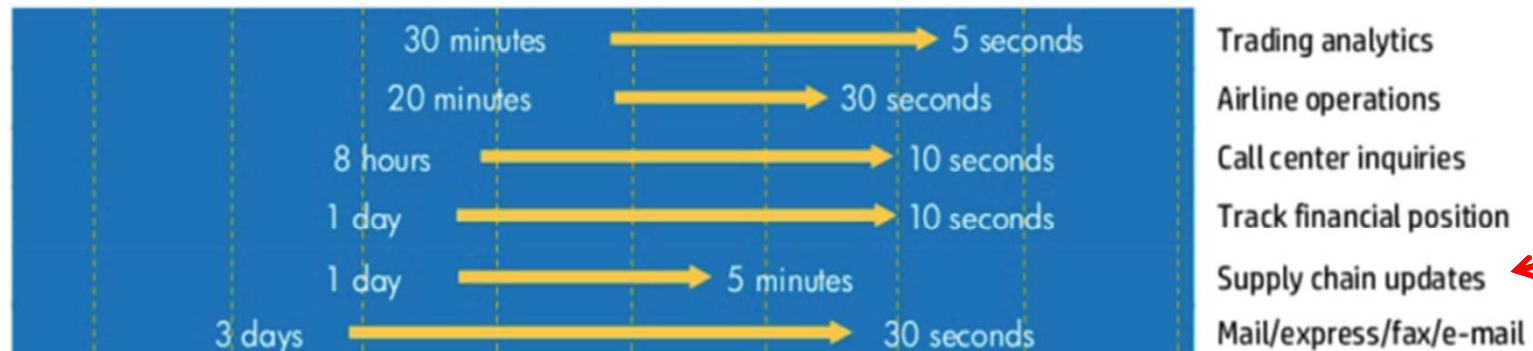 30 minutes 5 seconds Trading analytics
20 minutes 30 seconds Airline operations
8 hours 10 seconds Call center inquiries
1 day 10 seconds Track financial position
1 day 5 minutes Supply chain updates
3 days 30 seconds Mail/express/fax/e-mail